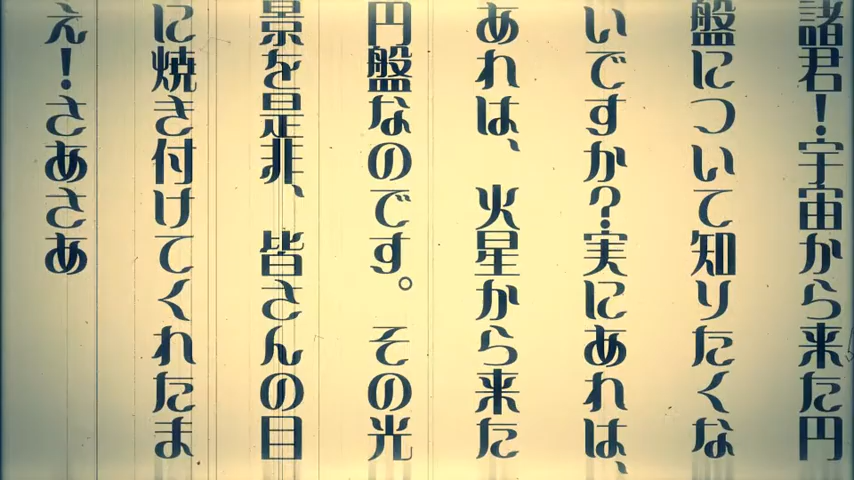 諸君！宇宙から来た円
盤について知りたくな
いですか？実にあれは、
あれは、火星から来た
円盤なのです。その光
景を是非、皆さんの目
に焼き付けてくれたま
え！さあさあ